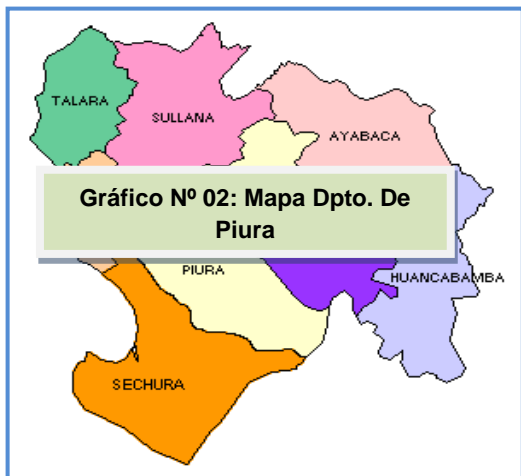 TALARA
SULLANA
AYABACA
Gráfico Nº 02: Mapa Dpto. De
Piura
PIURA
HUANCABAMBA
SECHURA